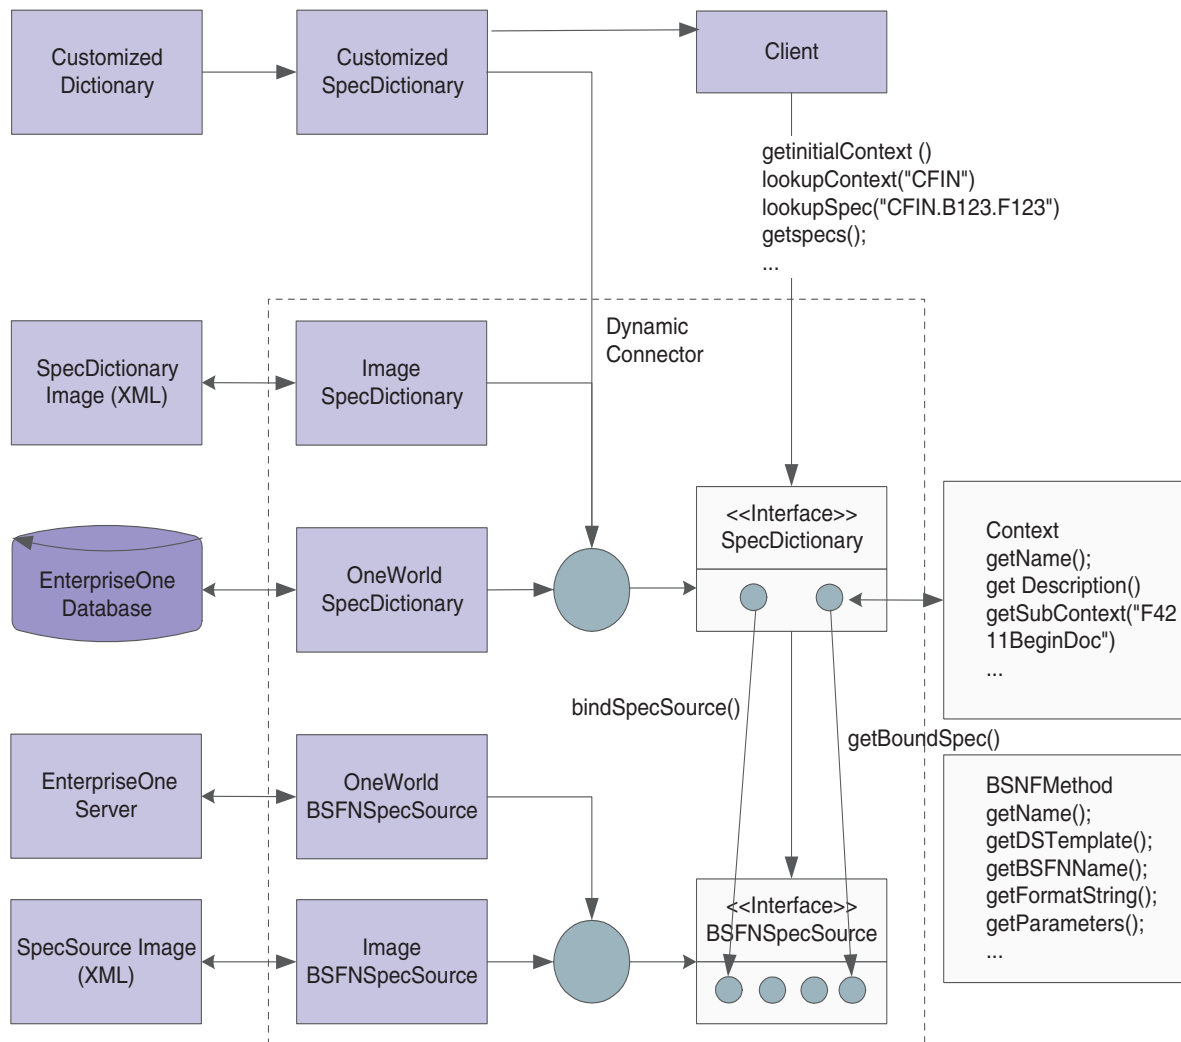 Customized
Dictionary
Customized
SpecDictionary
Client
getinitialContext ()
lookupContext("CFIN")
lookupSpec("CFIN.B123.F123")
getspecs();
...
Dynamic
Connector
SpecDictionary
Image (XML)
Image
SpecDictionary
<<Interface>>
SpecDictionary
EnterpriseOne
Database
OneWorld
SpecDictionary
Context
getName();
get Description()
getSubContext("F42
11BeginDoc")
...
bindSpecSource()
getBoundSpec()
EnterpriseOne
Server
OneWorld
BSFNSpecSource
BSNFMethod
getName();
getDSTemplate();
getBSFNName();
getFormatString();
getParameters();
...
<<Interface>>
BSFNSpecSource
SpecSource Image
(XML)
Image
BSFNSpecSource